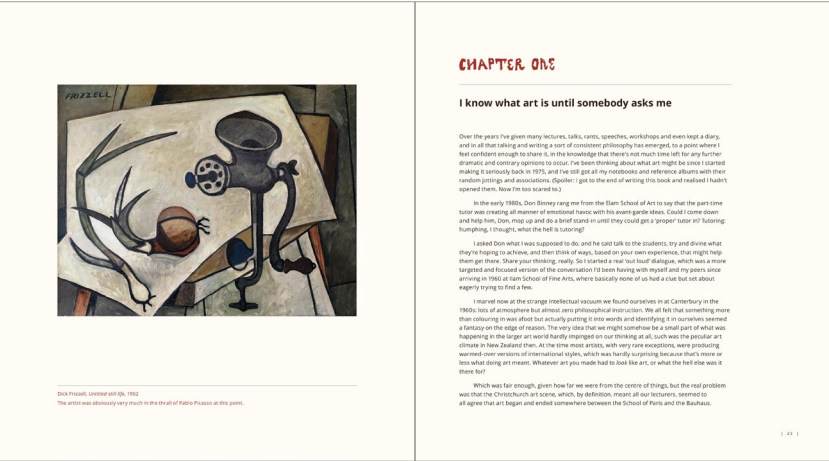 FRIZZELL
Dick Frizzell, Untitled still life, 1962
The artist was obviously very much in the thrall of Pablo Picasso at this point.
CHAPTER ONE
I know what art is until somebody asks me
Over the years I've given many lectures, talks, rants, speeches, workshops and even kept a diary,
and in all that talking and writing a sort of consistent philosophy has emerged, to a point where I
feel confident enough to share it, in the knowledge that there's not much time left for any further
dramatic and contrary opinions to occur. I've been thinking about what art might be since I started
making it seriously back in 1975, and I've still got all my notebooks and reference albums with their
random jottings and associations. (Spoiler: I got to the end of writing this book and realised I hadn't
opened them. Now I'm too scared to.)
In the early 1980s, Don Binney rang me from the Elam School of Art to say that the part-time
tutor was creating all manner of emotional havoc with his avant-garde ideas. Could I come down
and help him, Don, mop up and do a brief stand-in until they could get a 'proper' tutor in? Tutoring:
humphing, I thought, what the hell is tutoring?
I asked Don what I was supposed to do, and he said talk to the students, try and divine what
they're hoping to achieve, and then think of ways, based on your own experience, that might help
them get there. Share your thinking, really. So I started a real 'out loud' dialogue, which was a more
targeted and focused version of the conversation I'd been having with myself and my peers since
arriving in 1960 at Ilam School of Fine Arts, where basically none of us had a clue but set about
eagerly trying to find a few.
I marvel now at the strange intellectual vacuum we found ourselves in at Canterbury in the
1960s: lots of atmosphere but almost zero philosophical instruction. We all felt that something more
than colouring in was afoot but actually putting it into words and identifying it in ourselves seemed
a fantasy on the edge of reason. The very idea that we might somehow be a small part of what was
happening in the larger art world hardly impinged on our thinking at all, such was the peculiar art
climate in New Zealand then. At the time most artists, with very rare exceptions, were producing
warmed-over versions of international styles, which was hardly surprising because that's more or
less what doing art meant. Whatever art you made had to look like art, or what the hell else was it
there for?
Which was fair enough, given how far we were from the centre of things, but the real problem
was that the Christchurch art scene, which, by definition, meant all our lecturers, seemed to
all agree that art began and ended somewhere between the School of Paris and the Bauhaus.
| 21 |